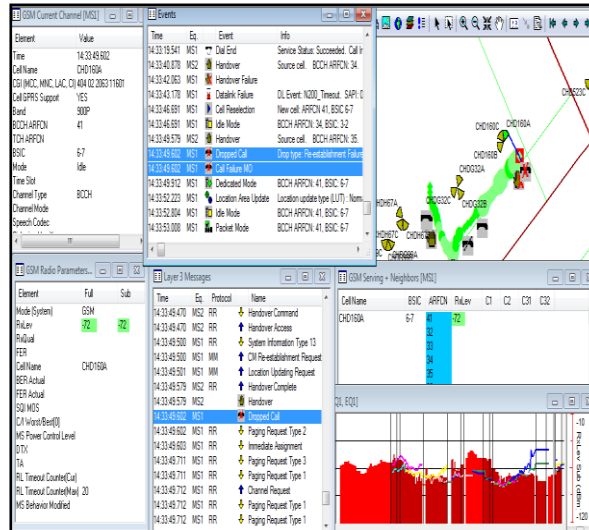 GSM Current Channel [MS1]
Element Value
Time 14:33:49.602
Cell Name CHD160A
CGI (MCC, MNC, LAC, CI) 404 02 2063 11601
Cell GPRS Support YES
Band 900P
BCCH ARFCN 41
TCH ARFCN
BSIC 6-7
Mode Idle
Time Slot
Channel Type BCCH
Channel Mode
Speech Codec
Events
Time Eq. Event Info
14:33:19.541 MS1 Dial End Service Status: Succeeded. Call
14:33:40.878 MS2 Handover Source cell. BCCH ARFCN: 34.
14:33:42.063 MS1 Handover Failure
14:33:43.178 MS1 Datalink Failure DL Event: N200_Timeout. SAPI:
14:33:46.691 MS1 Cell Reselection New cell. ARFCN 41, BSIC 6-7
14:33:46.691 MS1 Idle Mode BCCH ARFCN: 34, BSIC: 3-2
14:33:49.579 MS2 Handover Source cell. BCCH ARFCN: 35.
14:33:49.602 MS1 Dropped Call Drop type: Re-establishment Failure
14:33:49.602 MS1 Call Failure MO
14:33:49.912 MS1 Dedicated Mode BCCH ARFCN: 41, BSIC 6-7
14:33:52.223 MS1 Location Area Update Location update type (LUT) : Norm
14:33:52.804 MS1 Idle Mode BCCH ARFCN: 41, BSIC 6-7
14:33:53.008 MS1 Packet Mode BCCH ARFCN: 41, BSIC 6-7
CHD160C
CHD160A
CHD160B
CHDG32A
CHDG32C
CHDG32B
CHDH67A
CHDH67C
GSM Radio Parameters...
Element Full Sub
Mode (System) GSM
RxLev -72 -72
RxQual
FER
CellName CHD160A
BER Actual
FER Actual
SQI MOS
C/I Worst/Best[0]
MS Power Control Level
DTX
TA
RL Timeout Counter(Cur)
RL Timeout Counter(Max) 20
MS Behavior Modified
Layer 3 Messages
Time Eq. Protocol Name
14:33:49.470 MS2 RR Handover Command
14:33:49.470 MS2 RR Handover Access
14:33:49.500 MS1 RR System Information Type 13
14:33:49.500 MS1 MM CM Re-establishment Request
14:33:49.501 MS1 MM Location Updating Request
14:33:49.579 MS2 RR Handover Complete
14:33:49.579 MS2 Handover
14:33:49.602 MS1 Dropped Call
14:33:49.602 MS1 RR Paging Request Type 2
14:33:49.603 MS1 RR Immediate Assignment
14:33:49.711 MS1 RR Paging Request Type 3
14:33:49.711 MS1 RR Paging Request Type 1
14:33:49.712 MS1 RR Channel Request
14:33:49.712 MS1 RR Paging Request Type 1
14:33:49.712 MS1 RR Paging Request Type 1
GSM Serving + Neighbors [MS1]
CellName BSIC ARFCN RxLev C1 C2 C31 C32
CHD160A 6-7 41 -72
31
32
33
34
35
Q1, EQ1]
-10
RxLev Sub (dBm)
-120